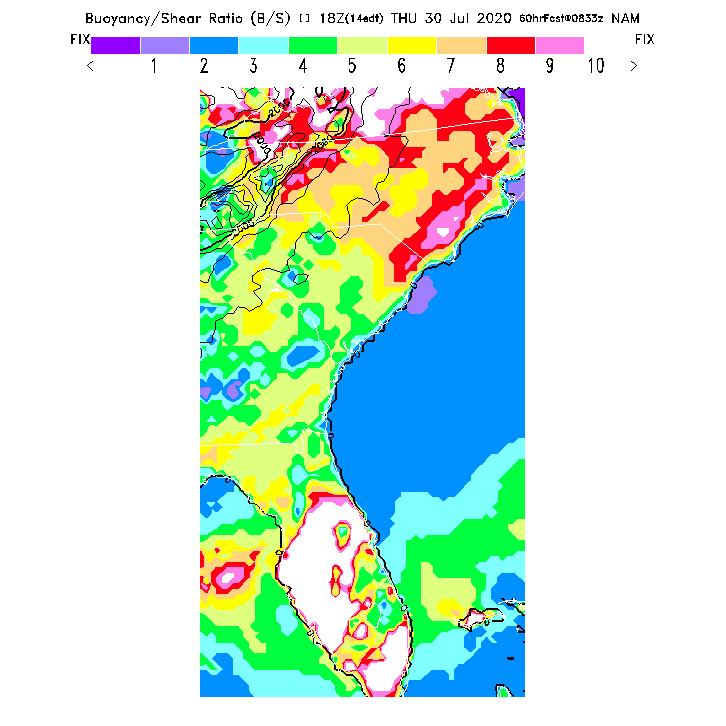 Buoyancy/Shear Ratio (B/S) [] 18Z(14edt) THU 30 Jul 2020 60hrFcst@0833z NAM
FIX FIX
< 1 2 3 4 5 6 7 8 9 10 >